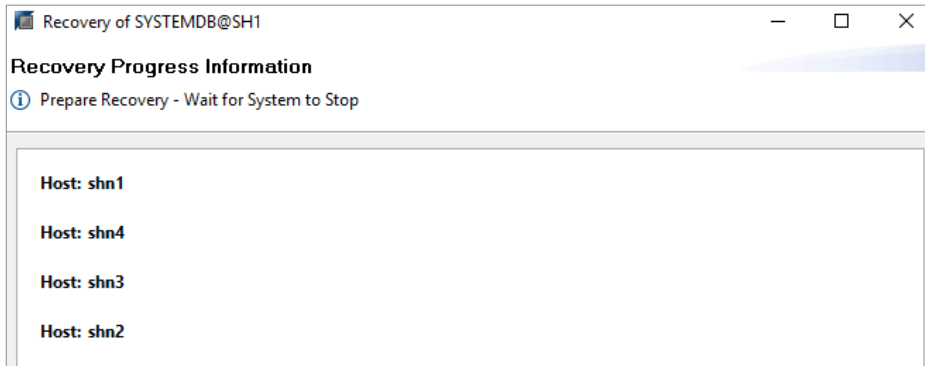 Recovery of SYSTEMDB@SH1
Recovery Progress Information
Prepare Recovery - Wait for System to Stop
Host: shn1
Host: shn4
Host: shn3
Host: shn2